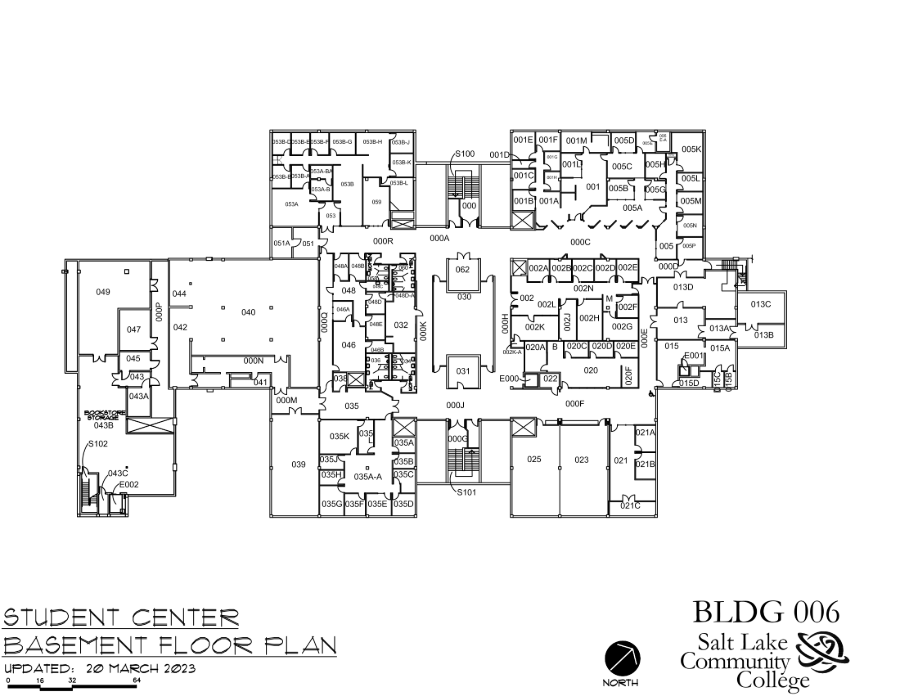 053B-D 053B-E 053B-F 053B-G 053B-H 053B-J
001E 001F 001M 005D 005K
053B-K
S100 001D
001G 001L 005C 005H
053A-BA
053B-B 053B-A 053B 053B-L
001C 001H 005L
053A-B 001 005B 005G
053A 059 000 001B 001A 005A 005M
053
005N
051A 051 000R 000A 000C 005 005P
062
049 044 048A 048B 002A 002B 002C 002D 002E 000D
013D
048 002N
030 048D-A
000P 040 048D 002 002L M 002F 013C
046A
047 042 000Q 048E 032 000K 000H 002K 002J 002H 002G 000E 013 013A 013B
046
045 000N 048B 002K-A 020A B 020C 020D 020E 015 015A
036 E001
043 041 038 031 E000 022 020 020F 015D 015C 015B
043A
000M 035 000J 000F
BOOKSTORE
STORAGE
043B
S102 035K 035 000G 021A
035A
039 035J 035B 025 023 021 021B
043C 035H 035A-A 035C
E002
S101
035G 035F 035E 035D 021C
STUDENT CENTER
BASEMENT FLOOR PLAN
UPDATED: 20 MARCH 2023
0 16 32 64
NORTH
BLDG 006
Salt Lake
Community
College